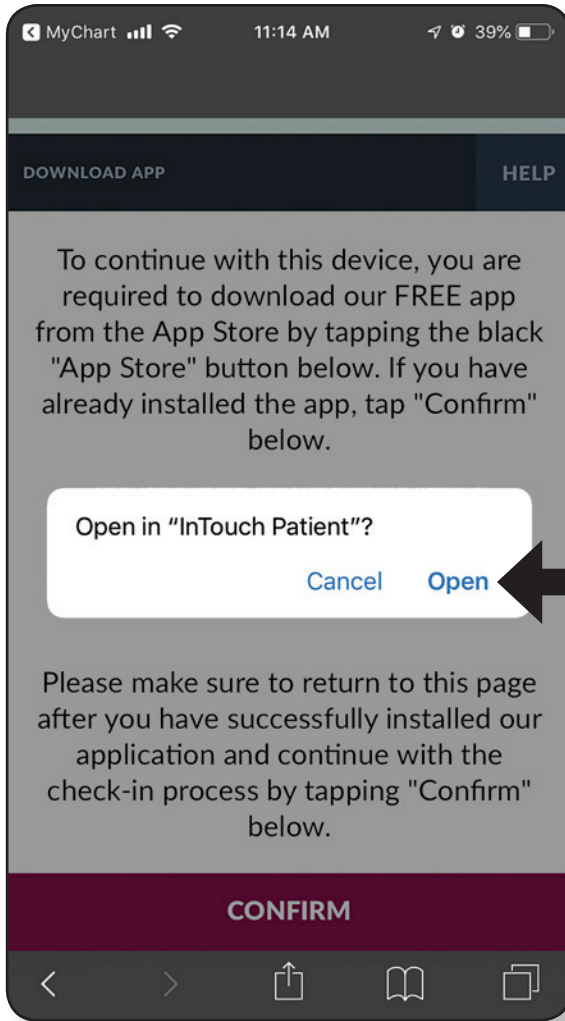 MyChart
11:14 AM
39%
DOWNLOAD APP
HELP
To continue with this device, you are
required to download our FREE app
from the App Store by tapping the black
"App Store" button below. If you have
already installed the app, tap "Confirm"
below.
Open in “InTouch Patient”?
Cancel
Open
Please make sure to return to this page
after you have successfully installed our
application and continue with the
check-in process by tapping "Confirm"
below.
CONFIRM